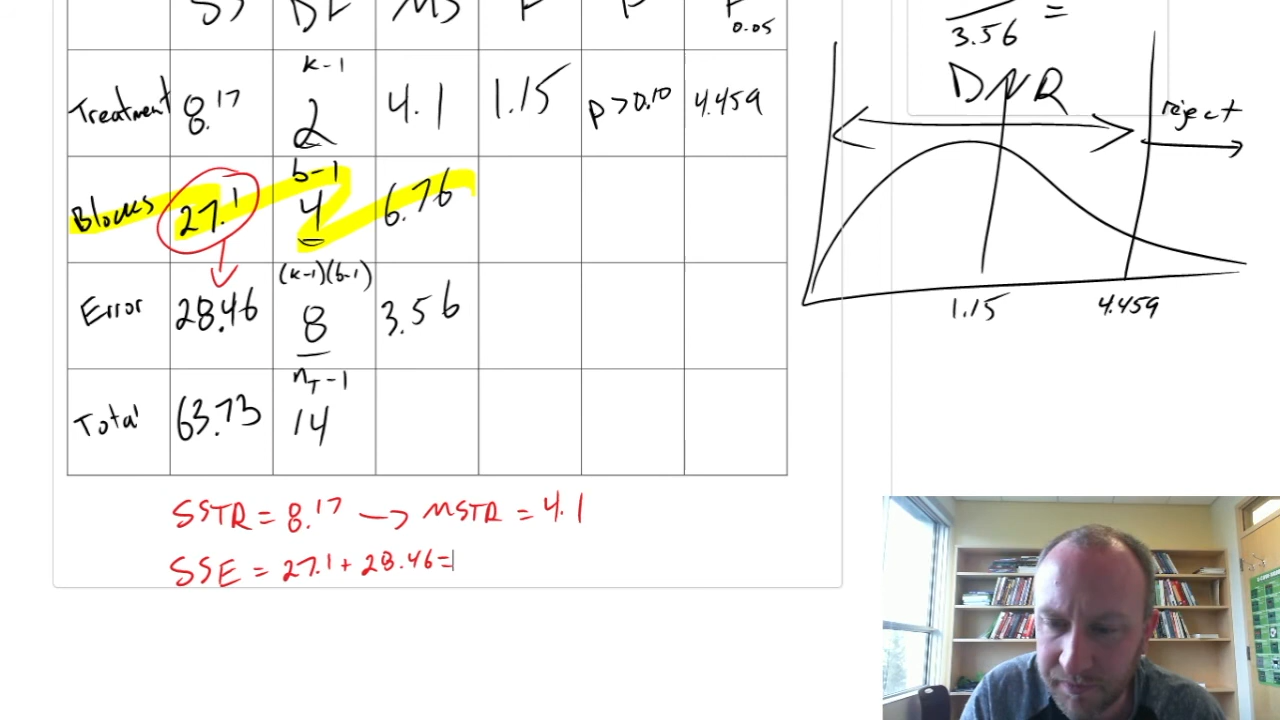 SS DF MS F P F
0.05
k-1
Treatment 8.17 2 4.1 1.15 p>0.10 4.459
b-1
Blocks 27.1 4 6.76
(k-1)(b-1)
Error 28.46 8 3.56
nT-1
Total 63.73 14
SSTR = 8.17 → MSTR = 4.1
SSE = 27.1 + 28.46 =
3.56 =
DNR
reject
1.15 4.459